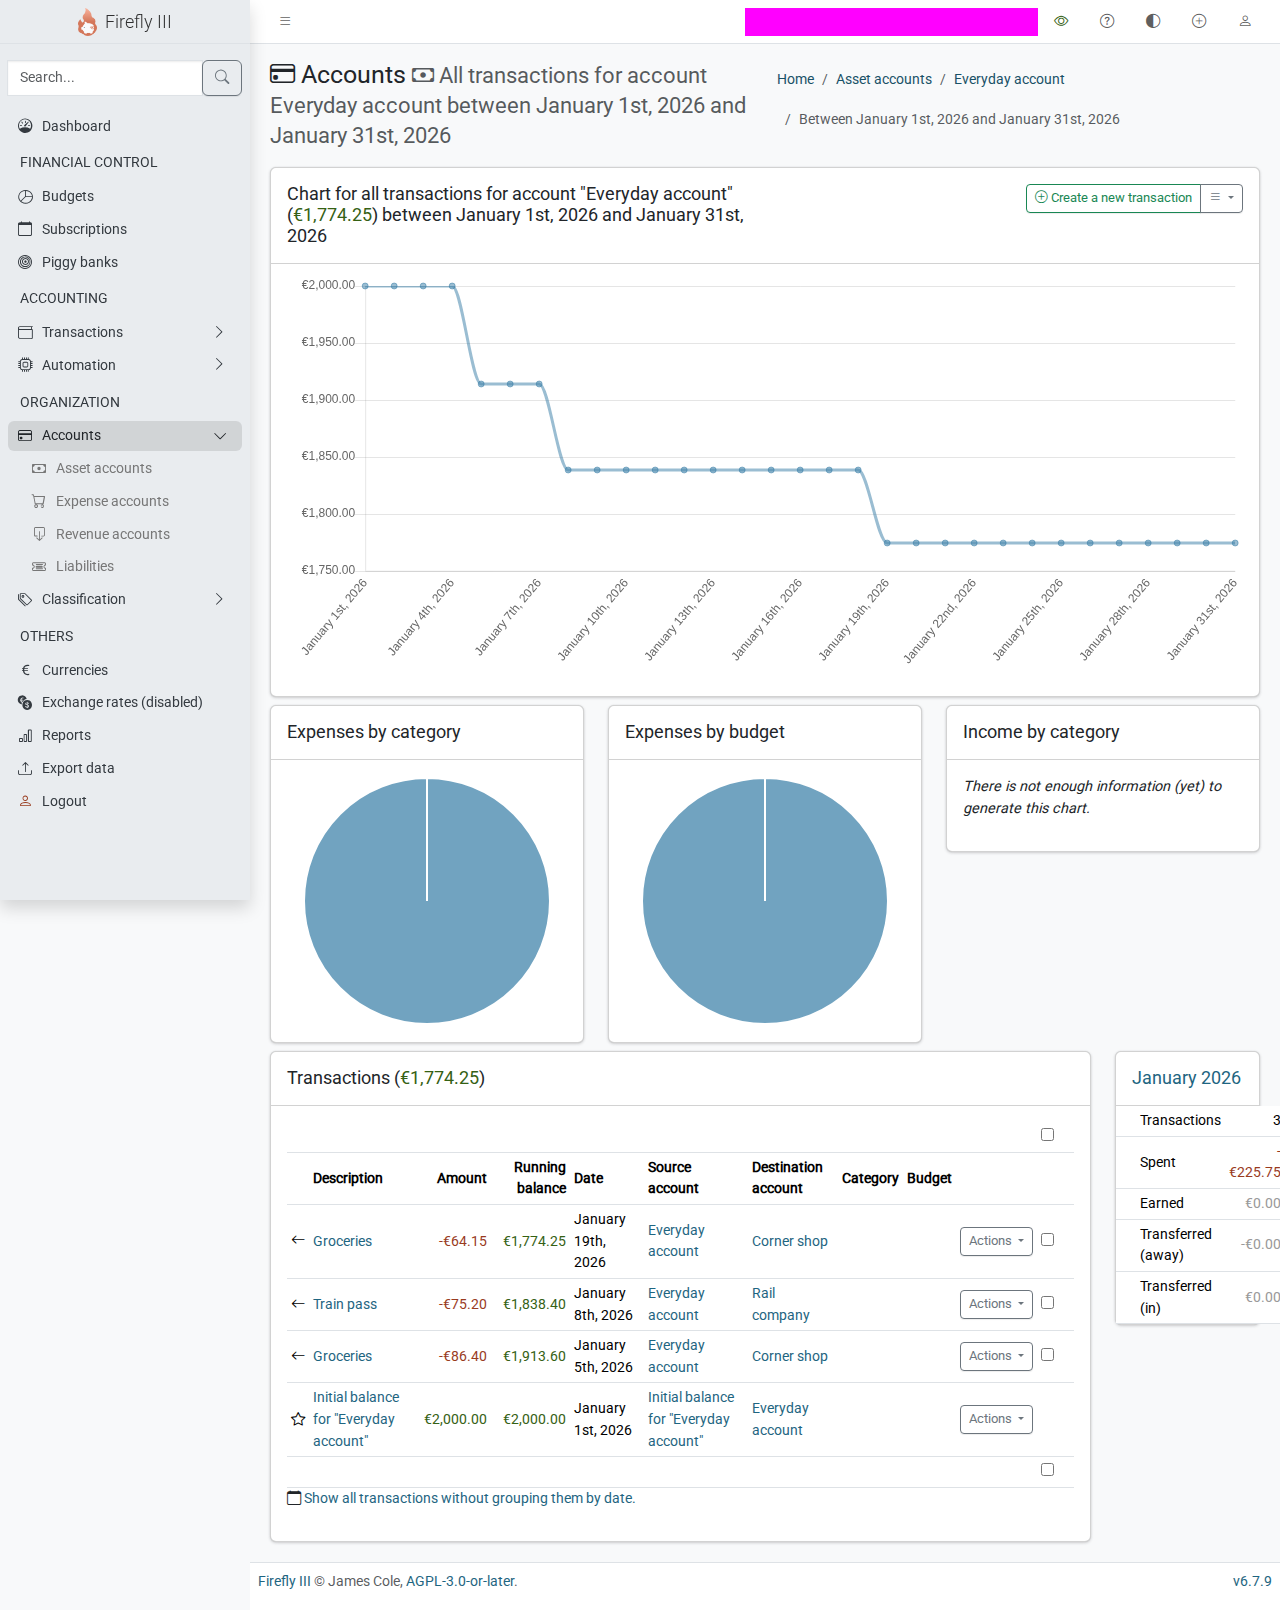 Firefly III
Search...
Dashboard
FINANCIAL CONTROL
Budgets
Subscriptions
Piggy banks
ACCOUNTING
Transactions
Automation
ORGANIZATION
Accounts
Asset accounts
Expense accounts
Revenue accounts
Liabilities
Classification
OTHERS
Currencies
Exchange rates (disabled)
Reports
Export data
Logout
Accounts All transactions for account
Everyday account between January 1st, 2026 and
January 31st, 2026
Home / Asset accounts / Everyday account
/ Between January 1st, 2026 and January 31st, 2026
Chart for all transactions for account "Everyday account"
(€1,774.25) between January 1st, 2026 and January 31st,
2026
Create a new transaction
€2,000.00
€1,950.00
€1,900.00
€1,850.00
€1,800.00
€1,750.00
January 1st, 2026
January 4th, 2026
January 7th, 2026
January 10th, 2026
January 13th, 2026
January 16th, 2026
January 19th, 2026
January 22nd, 2026
January 25th, 2026
January 28th, 2026
January 31st, 2026
Expenses by category
Expenses by budget
Income by category
There is not enough information (yet) to
generate this chart.
Transactions (€1,774.25)
Description Amount Running balance Date Source account Destination account Category Budget
Groceries -€64.15 €1,774.25 January 19th, 2026 Everyday account Corner shop Actions
Train pass -€75.20 €1,838.40 January 8th, 2026 Everyday account Rail company Actions
Groceries -€86.40 €1,913.60 January 5th, 2026 Everyday account Corner shop Actions
Initial balance for "Everyday account" €2,000.00 €2,000.00 January 1st, 2026 Initial balance for "Everyday account" Everyday account Actions
Show all transactions without grouping them by date.
January 2026
Transactions 3
Spent -€225.75
Earned €0.00
Transferred (away) -€0.00
Transferred (in) €0.00
Firefly III © James Cole, AGPL-3.0-or-later.
v6.7.9